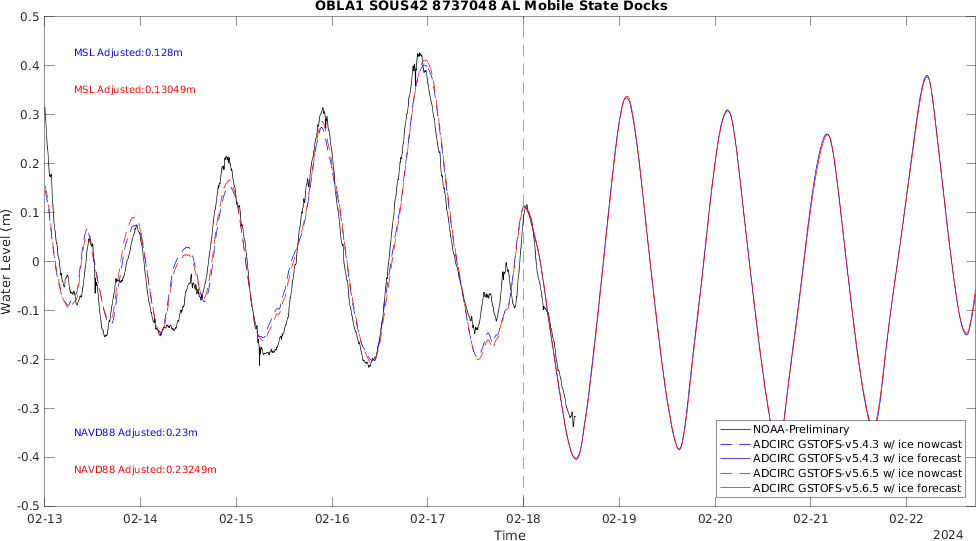 OBLA1 SOUS42 8737048 AL Mobile State Docks
0.5
0.4
0.3
0.2
0.1
0
-0.1
-0.2
-0.3
-0.4
-0.5
Water Level (m)
MSL Adjusted:0.128m
MSL Adjusted:0.13049m
NAVD88 Adjusted:0.23m
NAVD88 Adjusted:0.23249m
NOAA-Preliminary
ADCIRC GSTOFS-v5.4.3 w/ ice nowcast
ADCIRC GSTOFS-v5.4.3 w/ ice forecast
ADCIRC GSTOFS-v5.6.5 w/ ice nowcast
ADCIRC GSTOFS-v5.6.5 w/ ice forecast
02-13 02-14 02-15 02-16 02-17 02-18 02-19 02-20 02-21 02-22
Time
2024